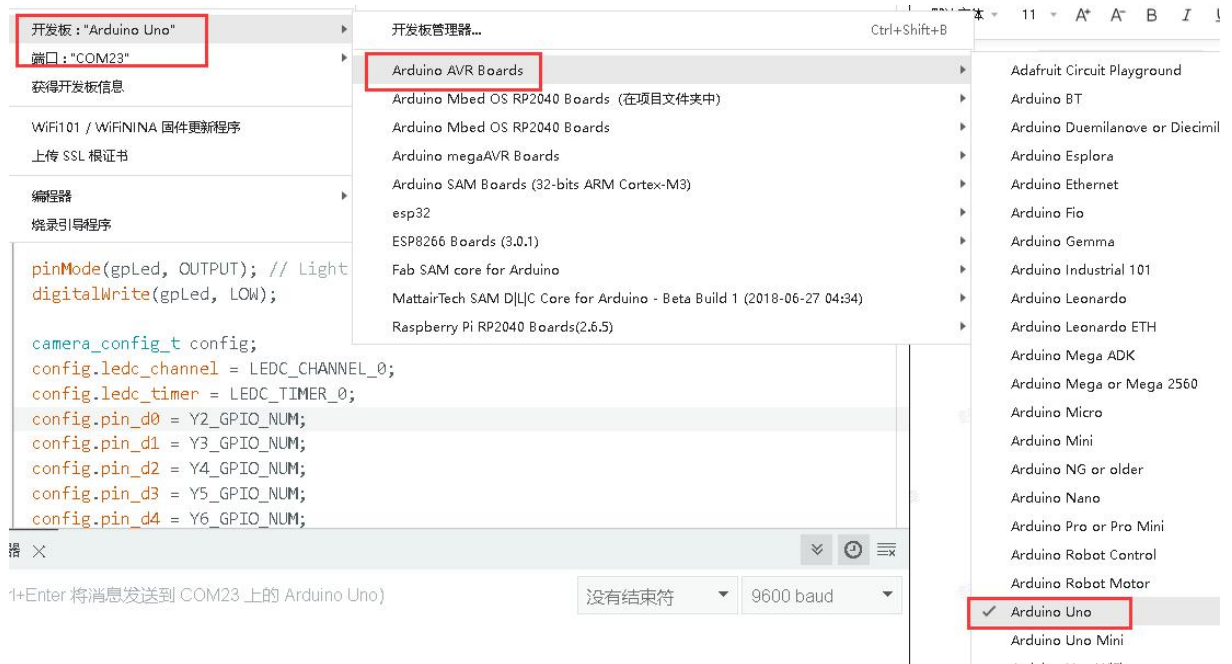 开发板："Arduino Uno"
端口："COM23"
获得开发板信息
WiFi101 / WiFiNINA 固件更新程序
上传 SSL 根证书
编程器
烧录引导程序
开发板管理器... Ctrl+Shift+B
Arduino AVR Boards
Arduino Mbed OS RP2040 Boards (在项目文件夹中)
Arduino Mbed OS RP2040 Boards
Arduino megaAVR Boards
Arduino SAM Boards (32-bits ARM Cortex-M3)
esp32
ESP8266 Boards (3.0.1)
Fab SAM core for Arduino
MattairTech SAM D|L|C Core for Arduino - Beta Build 1 (2018-06-27 04:34)
Raspberry Pi RP2040 Boards(2.6.5)
11 A+ A- B I
Adafruit Circuit Playground
Arduino BT
Arduino Duemilanove or Diecimil
Arduino Esplora
Arduino Ethernet
Arduino Fio
Arduino Gemma
Arduino Industrial 101
Arduino Leonardo
Arduino Leonardo ETH
Arduino Mega ADK
Arduino Mega or Mega 2560
Arduino Micro
Arduino Mini
Arduino NG or older
Arduino Nano
Arduino Pro or Pro Mini
Arduino Robot Control
Arduino Robot Motor
Arduino Uno
Arduino Uno Mini
pinMode(gpLed, OUTPUT); // Light
digitalWrite(gpLed, LOW);
camera_config_t config;
config.ledc_channel = LEDC_CHANNEL_0;
config.ledc_timer = LEDC_TIMER_0;
config.pin_d0 = Y2_GPIO_NUM;
config.pin_d1 = Y3_GPIO_NUM;
config.pin_d2 = Y4_GPIO_NUM;
config.pin_d3 = Y5_GPIO_NUM;
config.pin_d4 = Y6_GPIO_NUM;
器
l+Enter 将消息发送到 COM23 上的 Arduino Uno)
没有结束符 9600 baud